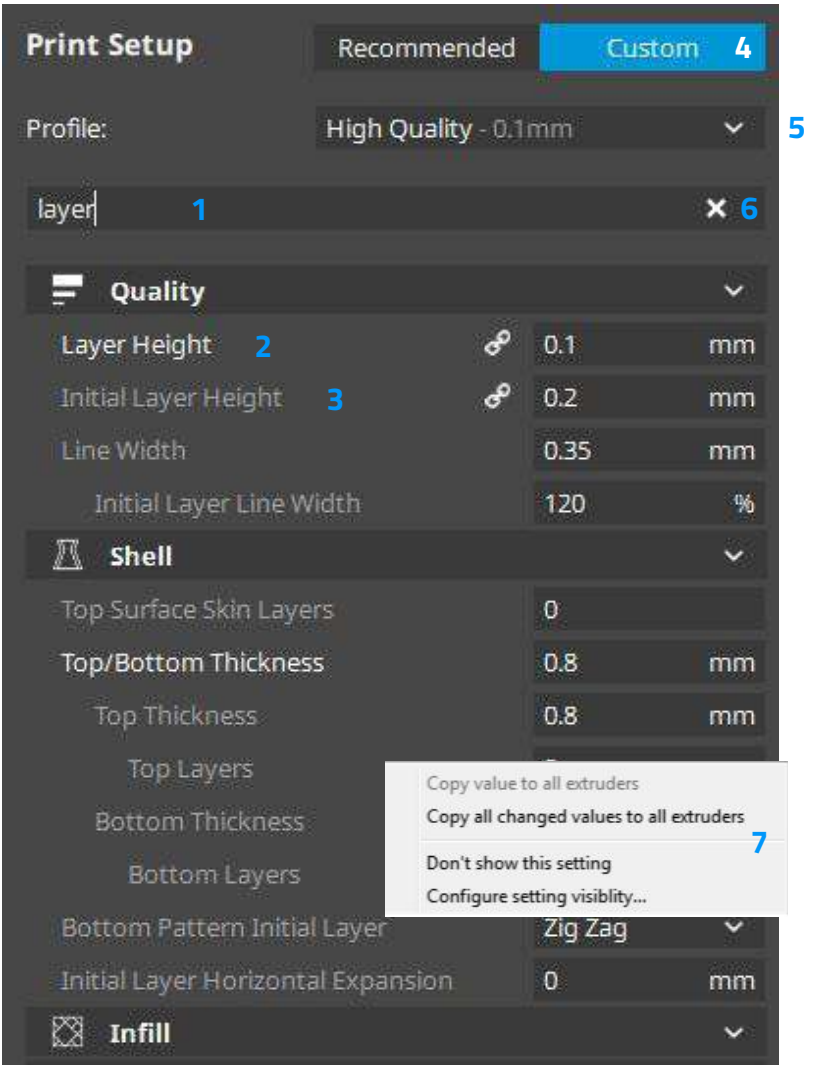 Print Setup Recommended Custom 4
Profile: High Quality - 0.1mm 5
layer 1 6
Quality
Layer Height 2 0.1 mm
Initial Layer Height 3 0.2 mm
Line Width 0.35 mm
Initial Layer Line Width 120 %
Shell
Top Surface Skin Layers 0
Top/Bottom Thickness 0.8 mm
Top Thickness 0.8 mm
Top Layers
Copy value to all extruders
Copy all changed values to all extruders
Bottom Thickness
7
Don't show this setting
Bottom Layers
Configure setting visiblity...
Bottom Pattern Initial Layer Zig Zag
Initial Layer Horizontal Expansion 0 mm
Infill